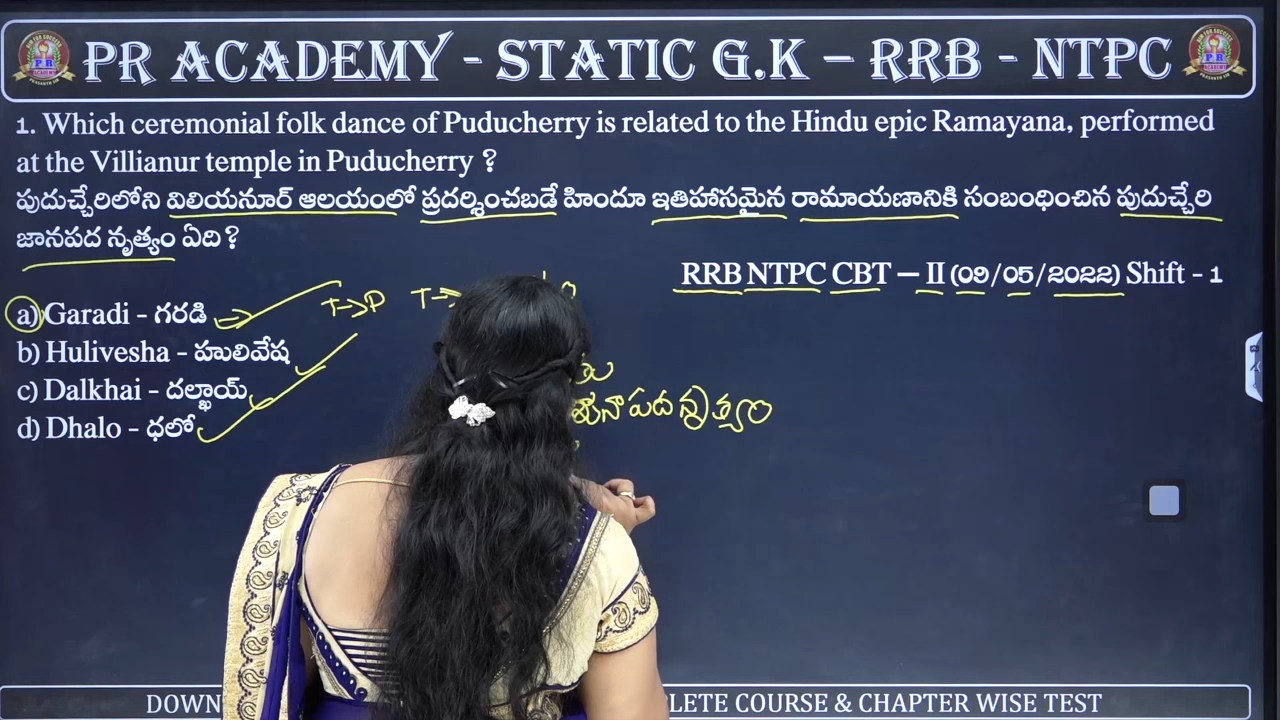 PR ACADEMY - STATIC G.K – RRB - NTPC
1. Which ceremonial folk dance of Puducherry is related to the Hindu epic Ramayana, performed
at the Villianur temple in Puducherry ?
పుదుచ్చేరిలోని విలియనూర్ ఆలయంలో ప్రదర్శించబడే హిందూ ఇతిహాసమైన రామాయణానికి సంబంధించిన పుదుచ్చేరి
జానపద నృత్యం ఏది?
RRB NTPC CBT – II (09/05/2022) Shift - 1
a) Garadi - గరడి
T→P T→
b) Hulivesha - హులివేష
c) Dalkhai - దల్ఖాయ్
పద నృత్యం
d) Dhalo - ధలో
DOWN
LETE COURSE & CHAPTER WISE TEST